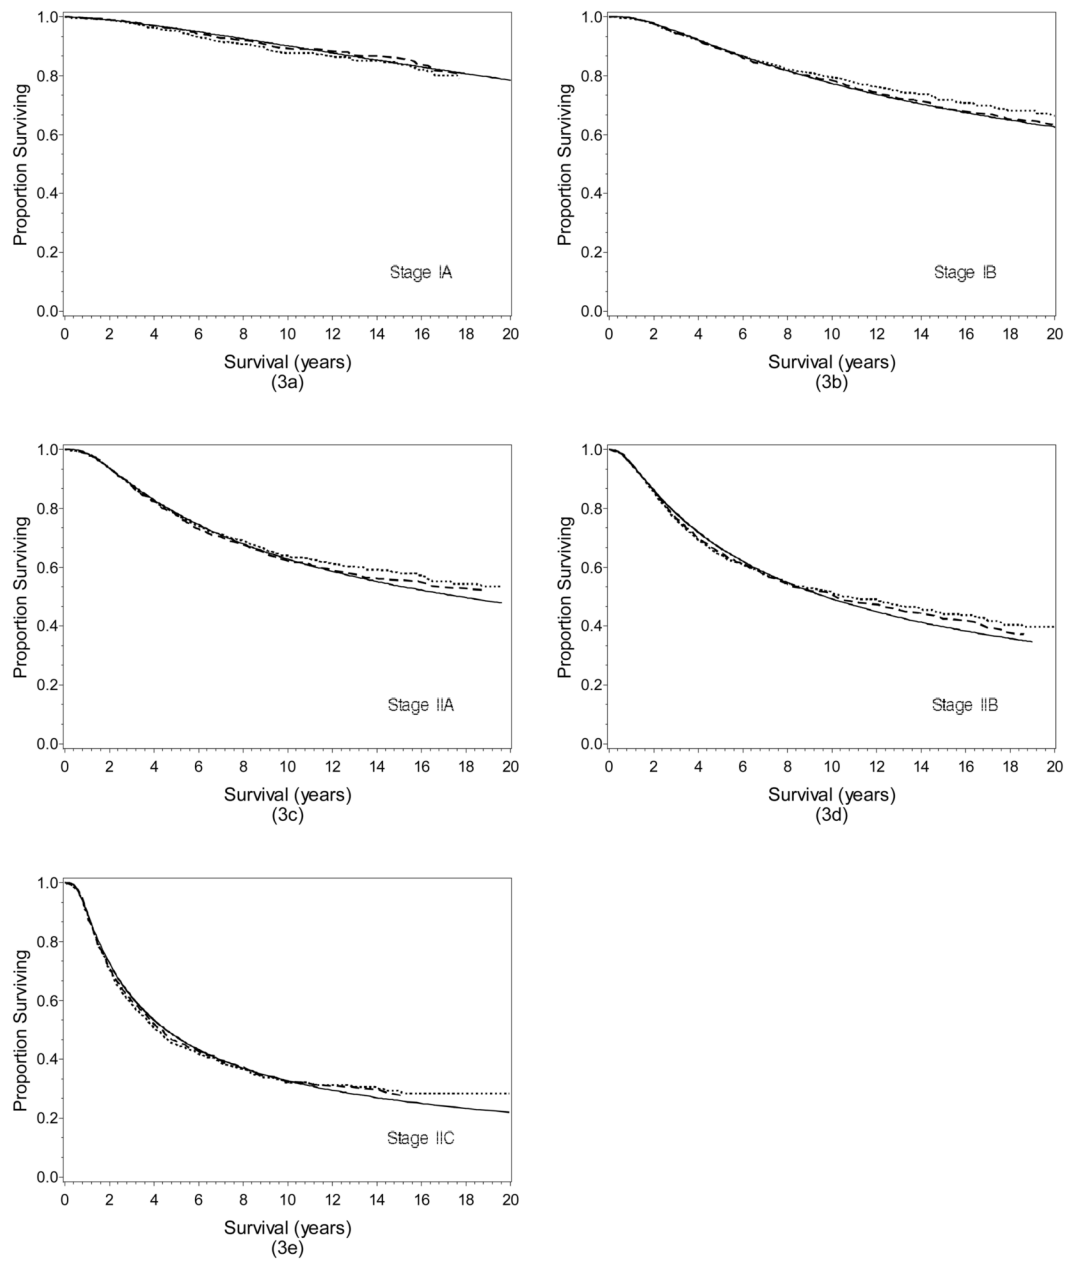 1.0
0.8
0.6
0.4
0.2
0.0
Proportion Surviving
Stage IA
0 2 4 6 8 10 12 14 16 18 20
Survival (years)
(3a)
1.0
0.8
0.6
0.4
0.2
0.0
Proportion Surviving
Stage IB
0 2 4 6 8 10 12 14 16 18 20
Survival (years)
(3b)
1.0
0.8
0.6
0.4
0.2
0.0
Proportion Surviving
Stage IIA
0 2 4 6 8 10 12 14 16 18 20
Survival (years)
(3c)
1.0
0.8
0.6
0.4
0.2
0.0
Proportion Surviving
Stage IIB
0 2 4 6 8 10 12 14 16 18 20
Survival (years)
(3d)
1.0
0.8
0.6
0.4
0.2
0.0
Proportion Surviving
Stage IIC
0 2 4 6 8 10 12 14 16 18 20
Survival (years)
(3e)